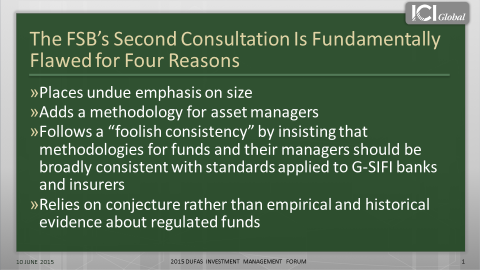 ICI Global
The FSB's Second Consultation Is Fundamentally
Flawed for Four Reasons
»Places undue emphasis on size
»Adds a methodology for asset managers
»Follows a “foolish consistency” by insisting that
methodologies for funds and their managers should be
broadly consistent with standards applied to G-SIFI banks
and insurers
»Relies on conjecture rather than empirical and historical
evidence about regulated funds
10 JUNE 2015 2015 DUFAS INVESTMENT MANAGEMENT FORUM 1